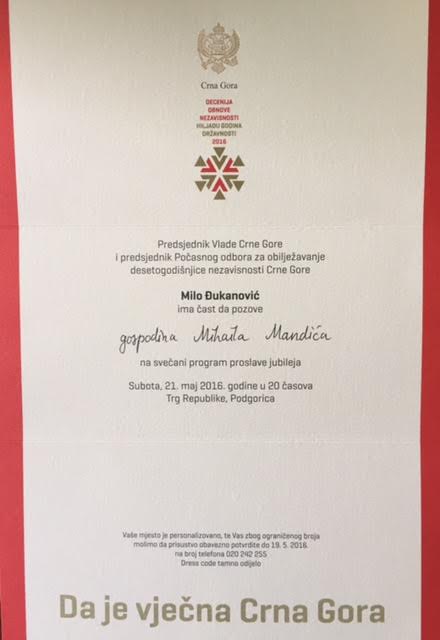 Crna Gora
DECENIJA
OBNOVE
NEZAVISNOSTI
HILJADU GODINA
DRŽAVNOSTI
2016
Predsjednik Vlade Crne Gore
i predsjednik Počasnog odbora za obilježavanje
desetogodišnjice nezavisnosti Crne Gore
Milo Đukanović
ima čast da pozove
gospodina Mihaila Mandića
na svečani program proslave jubileja
Subota, 21. maj 2016. godine u 20 časova
Trg Republike, Podgorica
Vaše mjesto je personalizovano, te Vas zbog ograničenog broja
molimo da prisustvo obavezno potvrdite do 19. 5. 2016.
na broj telefona 020 242 255
Dress code tamno odijelo
Da je vječna Crna Gora